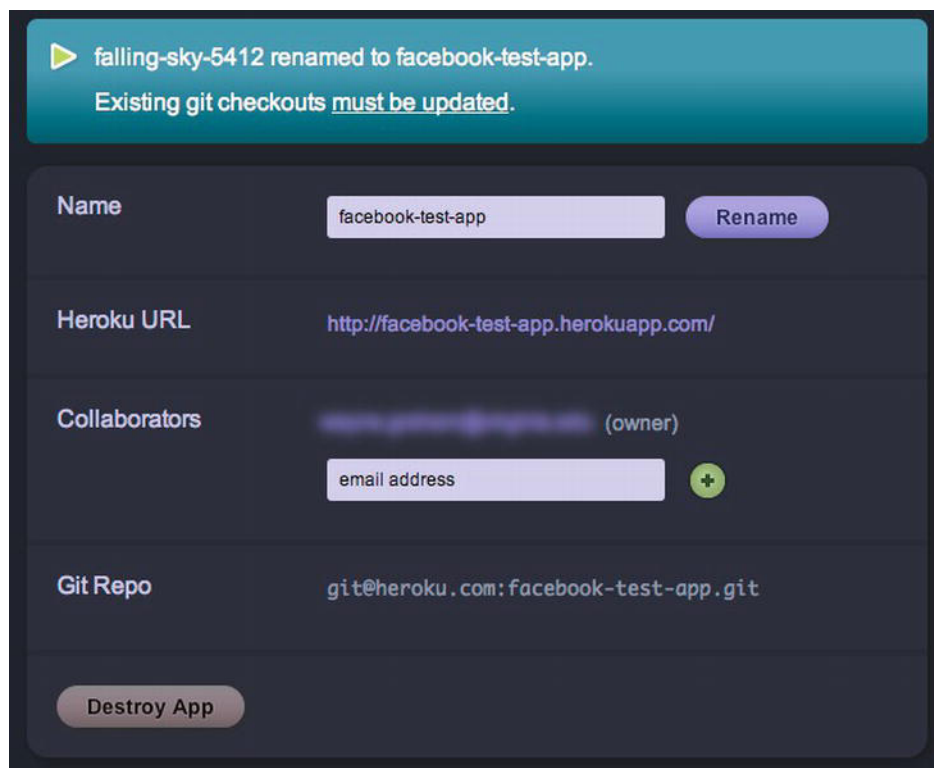 falling-sky-5412 renamed to facebook-test-app.
Existing git checkouts must be updated.
Name
facebook-test-app
Rename
Heroku URL
http://facebook-test-app.herokuapp.com/
Collaborators
(owner)
email address
Git Repo
git@heroku.com:facebook-test-app.git
Destroy App